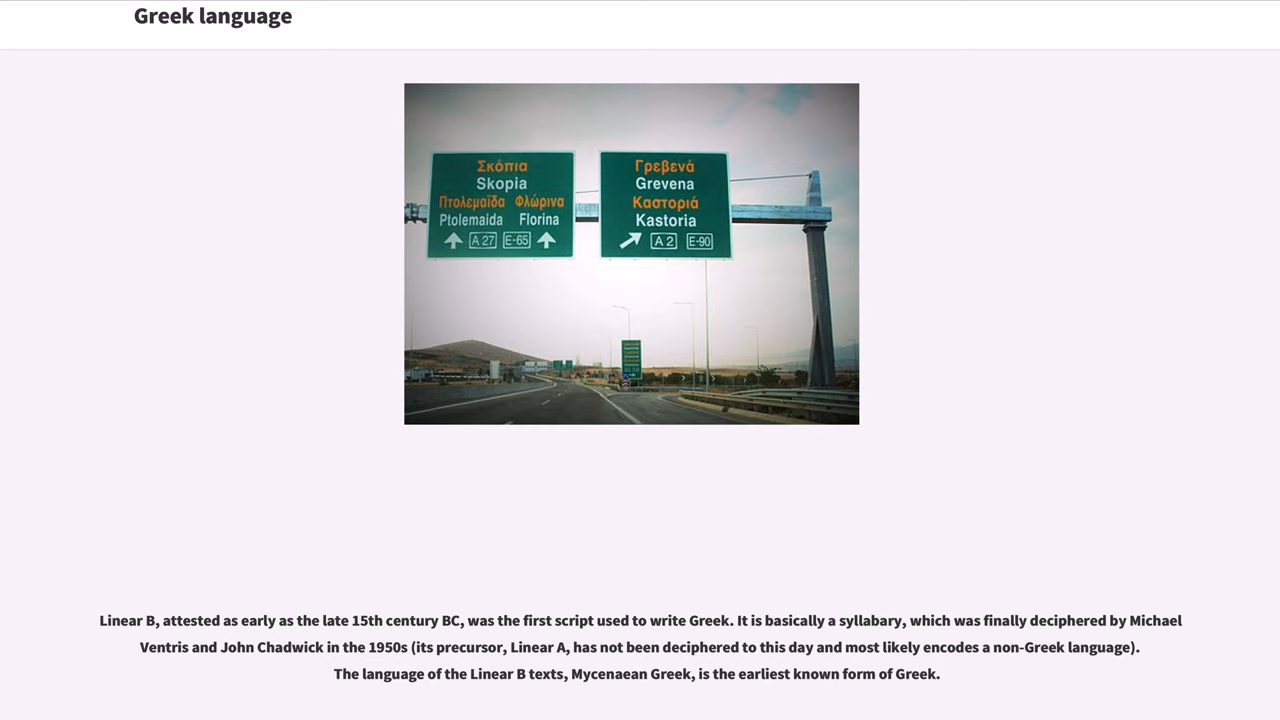 Greek language
Σκόπια
Skopia
Πτολεμαΐδα Φλώρινα
Ptolemaida Florina
A 27 E-65
Γρεβενά
Grevena
Καστοριά
Kastoria
A 2 E-90
Linear B, attested as early as the late 15th century BC, was the first script used to write Greek. It is basically a syllabary, which was finally deciphered by Michael
Ventris and John Chadwick in the 1950s (its precursor, Linear A, has not been deciphered to this day and most likely encodes a non-Greek language).
The language of the Linear B texts, Mycenaean Greek, is the earliest known form of Greek.